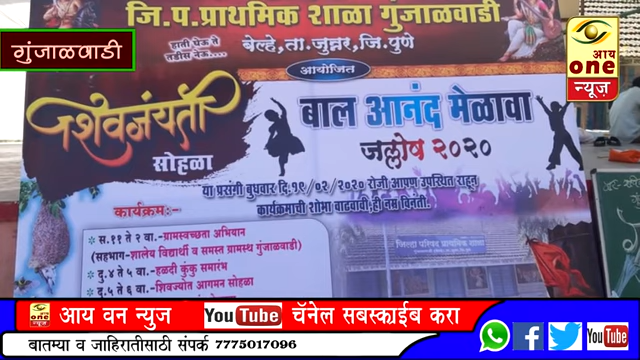 जि.प.प्राथमिक शाळा गुंजाळवाडी
गुंजाळवाडी
हाती घेऊ ते
तडीस नेऊ....
बेल्हे,ता.जुन्नर,जि.पुणे
आय
one
न्यूज
आयोजित
शिवजयंती
सोहळा
बाल आनंद मेळावा
जल्लोष २०२०
या प्रसंगी बुधवार दि.१९/०२/२०२० रोजी आपण उपस्थित राहून
कार्यक्रमाची शोभा वाढवावी,ही नम्र विनंती.
कार्यक्रम:-
स.११ ते २ वा.-ग्रामस्वच्छता अभियान
(सहभाग-शालेय विद्यार्थी व समस्त ग्रामस्थ गुंजाळवाडी)
दु.४ ते ५ वा.-हळदी कुंकु समारंभ
दु.५ ते ६ वा.-शिवज्योत आगमन सोहळा
जिल्हा परिषद प्राथमिक शाळा
one
न्यूज
आय वन न्युज YouTube चॅनेल सबस्क्राईब करा
बातम्या व जाहिरातीसाठी संपर्क 7775017096
YouTube